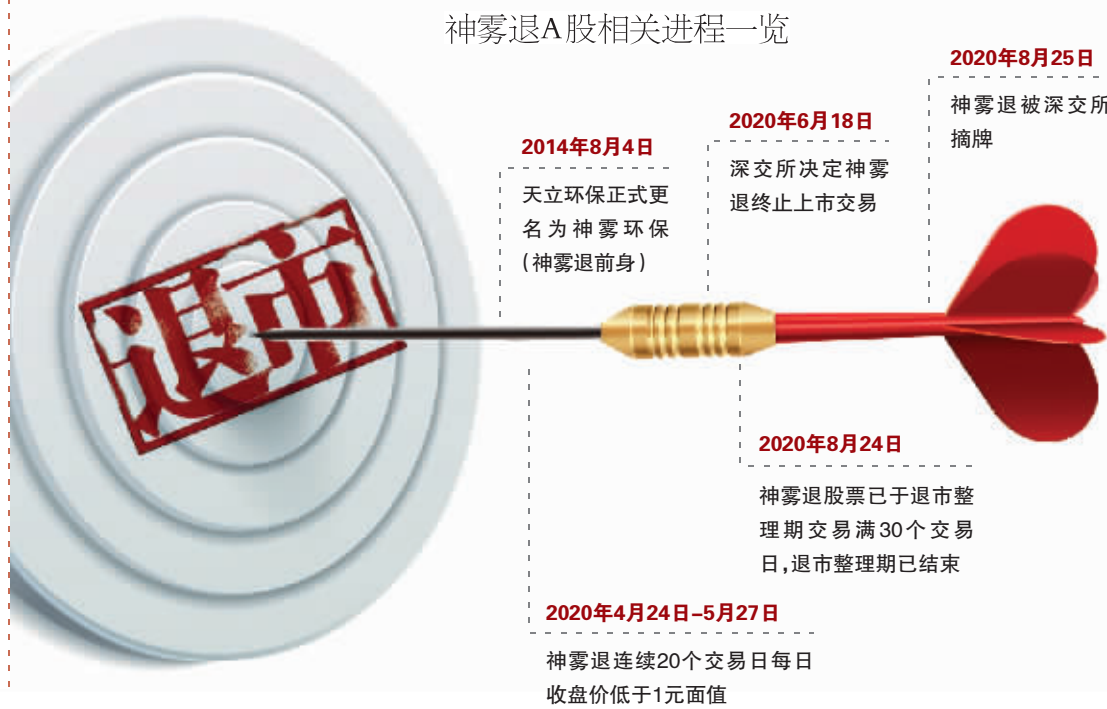 神雾退A股相关进程一览
2014年8月4日
天立环保正式更
名为神雾环保
(神雾退前身)
2020年6月18日
深交所决定神雾
退终止上市交易
2020年8月25日
神雾退被深交所
摘牌
退市
2020年4月24日–5月27日
神雾退连续20个交易日每日
收盘价低于1元面值
2020年8月24日
神雾退股票已于退市整
理期交易满30个交易
日,退市整理期已结束